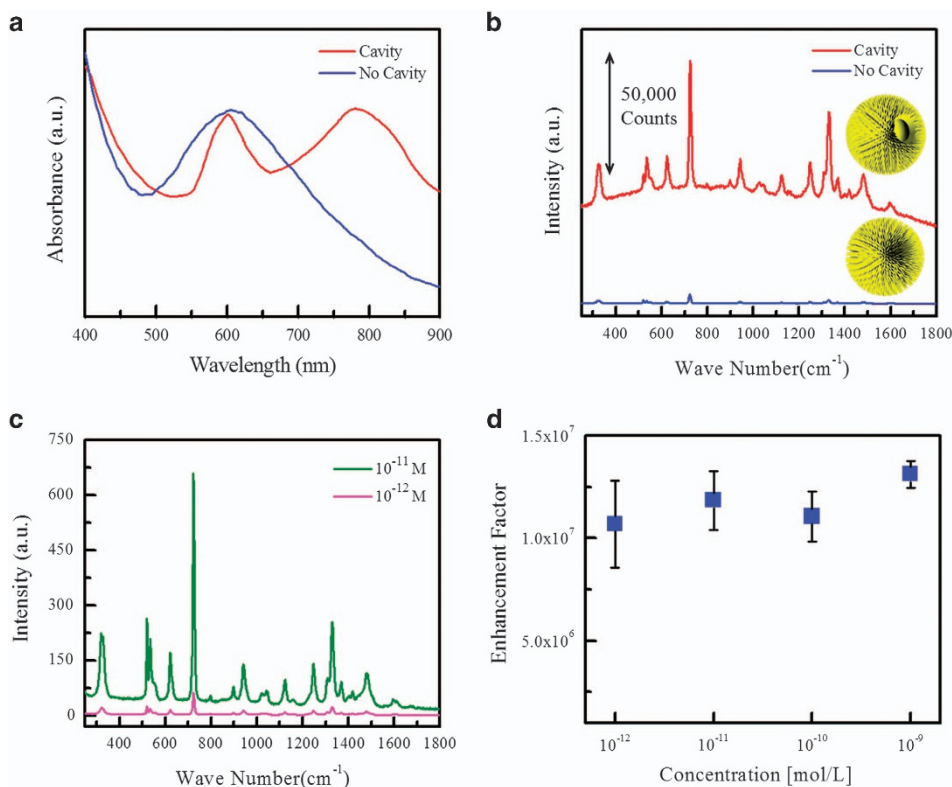 a
Cavity
No Cavity
Absorbance (a.u.)
400 500 600 700 800 900
Wavelength (nm)
b
Cavity
No Cavity
50,000
Counts
Intensity (a.u.)
400 600 800 1000 1200 1400 1600 1800
Wave Number(cm⁻¹)
c
10⁻¹¹ M
10⁻¹² M
Intensity (a.u.)
750
600
450
300
150
0
400 600 800 1000 1200 1400 1600 1800
Wave Number(cm⁻¹)
d
Enhancement Factor
1.5x10⁷
1.0x10⁷
5.0x10⁶
10⁻¹² 10⁻¹¹ 10⁻¹⁰ 10⁻⁹
Concentration [mol/L]